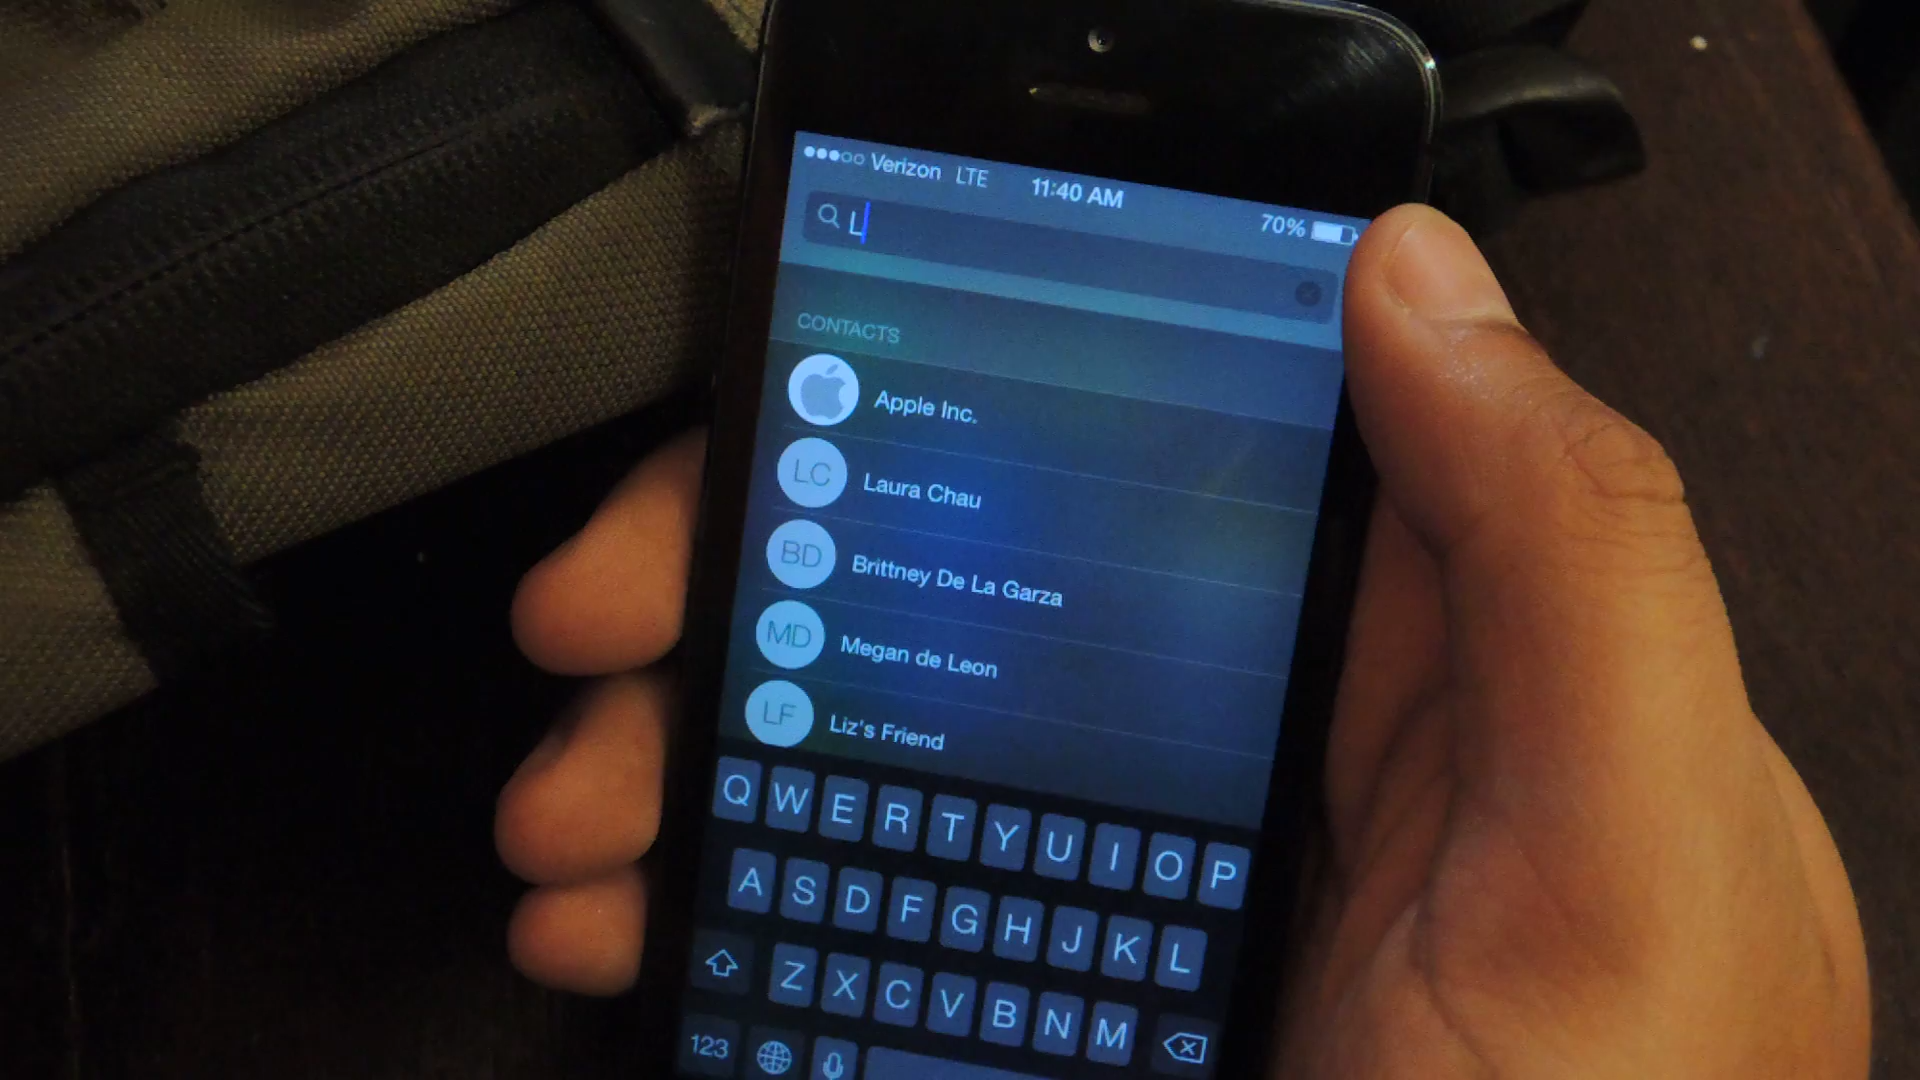 Verizon LTE 11:40 AM 70%
L
CONTACTS
Apple Inc.
LC Laura Chau
BD Brittney De La Garza
MD Megan de Leon
LF Liz's Friend
Q W E R T Y U I O P
A S D F G H J K L
Z X C V B N M
123